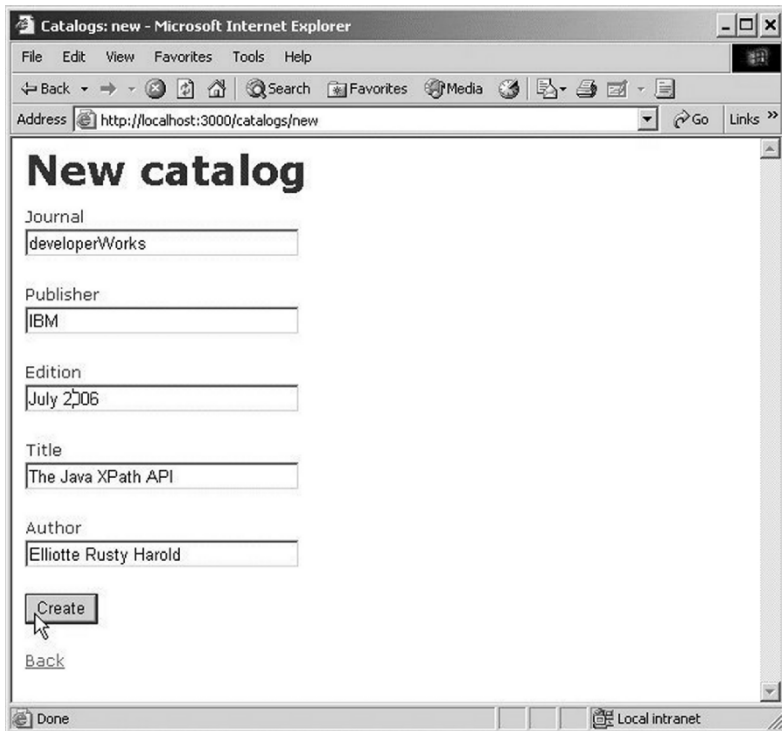 Catalogs: new - Microsoft Internet Explorer
File Edit View Favorites Tools Help
Back Search Favorites Media
Address http://localhost:3000/catalogs/new Go Links »
New catalog
Journal
developerWorks
Publisher
IBM
Edition
July 2006
Title
The Java XPath API
Author
Elliotte Rusty Harold
Create
Back
Done Local intranet